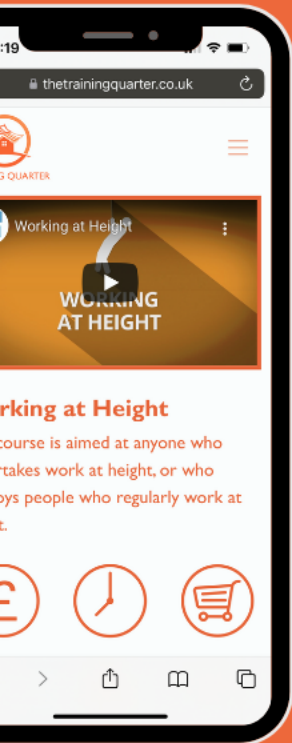 :19
thetrainingquarter.co.uk
G QUARTER
Working at Height
WORKING
AT HEIGHT
rking at Height
course is aimed at anyone who
rtakes work at height, or who
oys people who regularly work at
t.
£